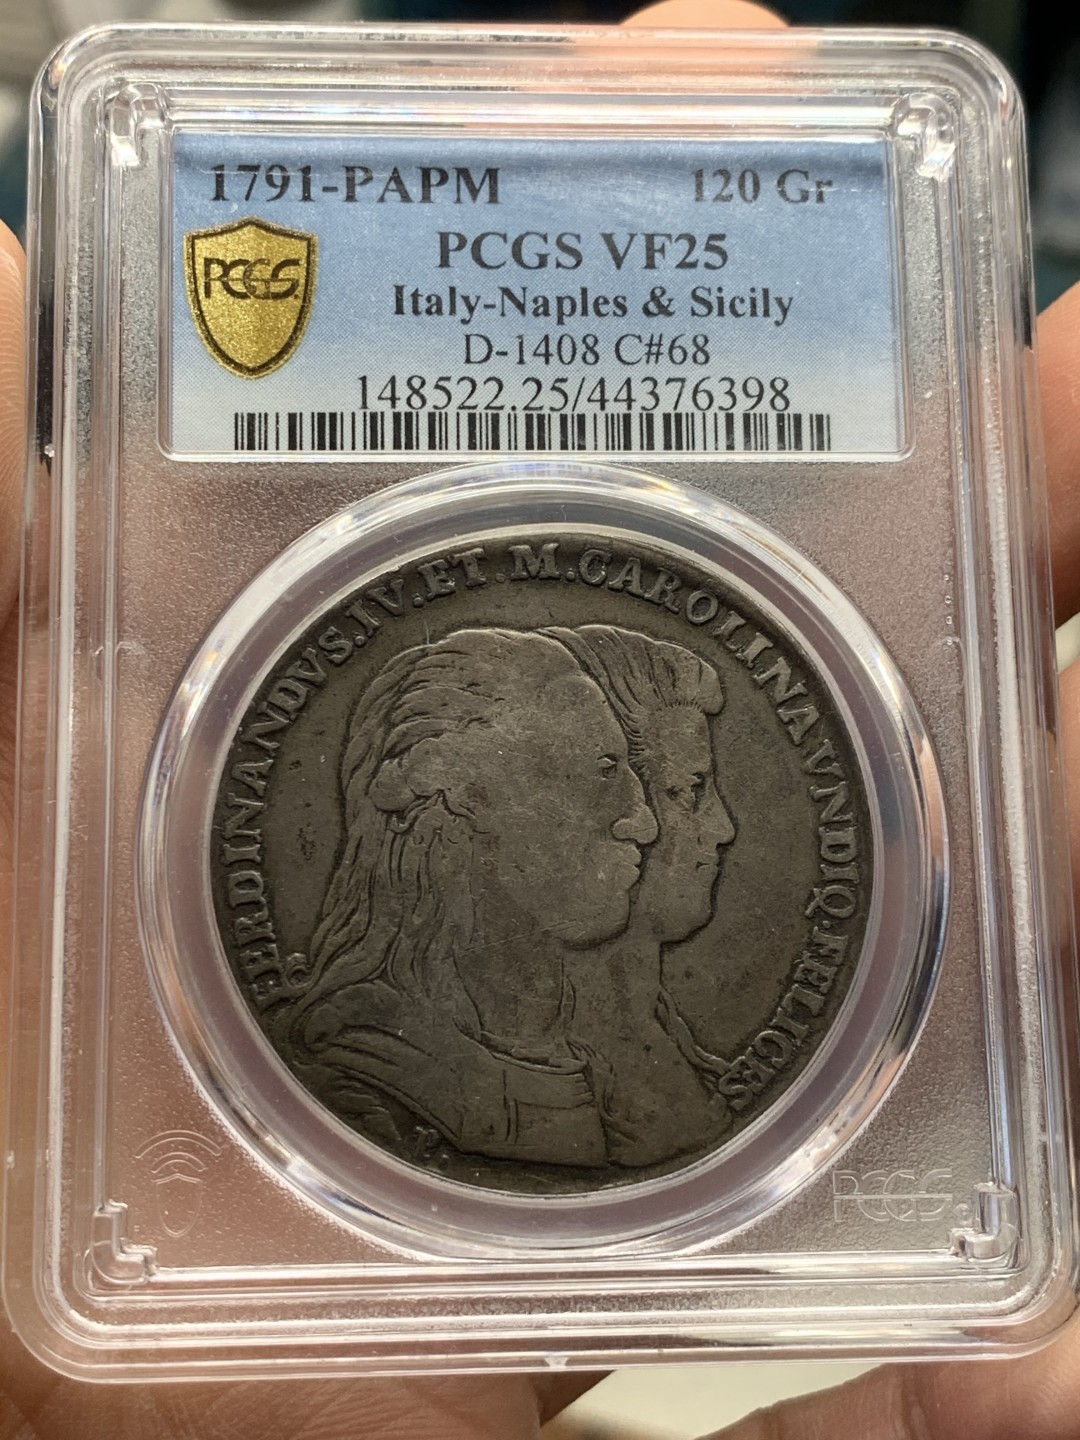 1791-PAPM 120 Gr
PCGS
PCGS VF25
Italy-Naples & Sicily
D-1408 C#68
148522.25/44376398
FERDINANDVS.IV.ET.M.CAROLINA.VNDIQ.FELICES
P.
PCGS